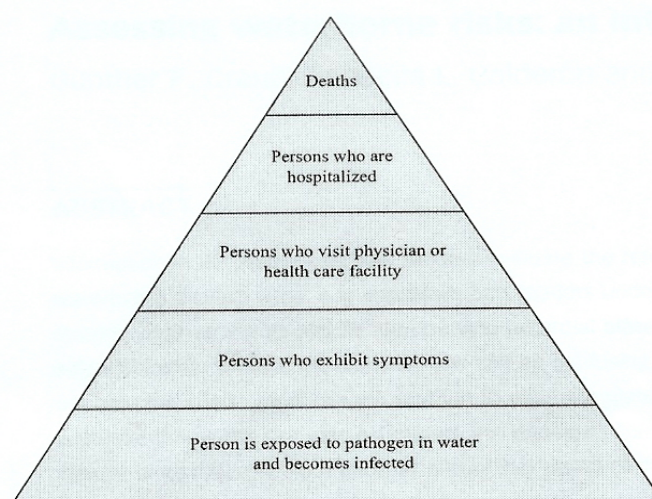 Deaths
Persons who are
hospitalized
Persons who visit physician or
health care facility
Persons who exhibit symptoms
Person is exposed to pathogen in water
and becomes infected